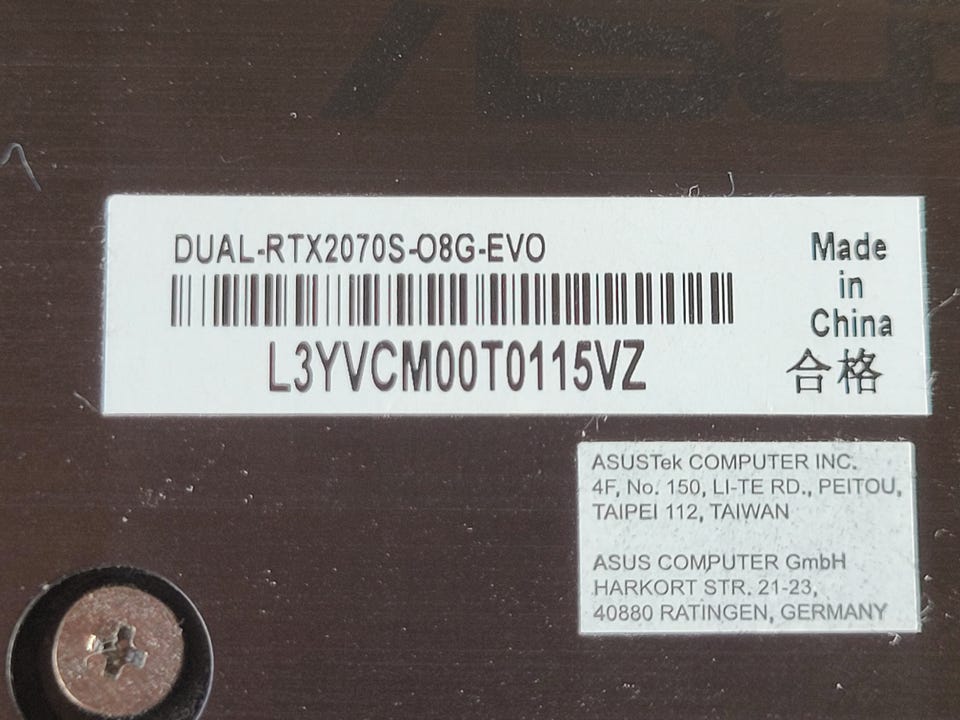 ASUS
DUAL-RTX2070S-O8G-EVO
L3YVCM00T0115VZ
Made
in
China
合格
ASUSTek COMPUTER INC.
4F, No. 150, LI-TE RD., PEITOU,
TAIPEI 112, TAIWAN
ASUS COMPUTER GmbH
HARKORT STR. 21-23,
40880 RATINGEN, GERMANY